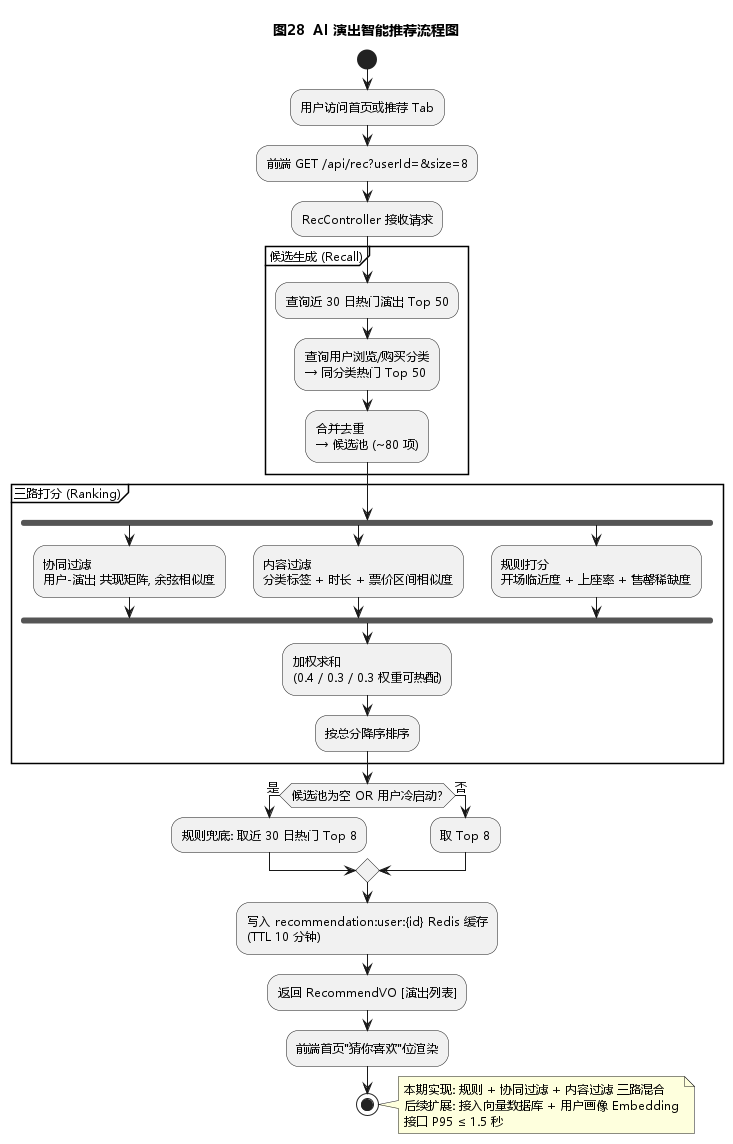 图28 AI 演出智能推荐流程图
用户访问首页或推荐 Tab
前端 GET /api/rec?userId=&size=8
RecController 接收请求
候选生成 (Recall)
查询近 30 日热门演出 Top 50
查询用户浏览/购买分类
→ 同分类热门 Top 50
合并去重
→ 候选池 (~80 项)
三路打分 (Ranking)
协同过滤
用户-演出 共现矩阵, 余弦相似度
内容过滤
分类标签 + 时长 + 票价区间相似度
规则打分
开场临近度 + 上座率 + 售罄稀缺度
加权求和
(0.4 / 0.3 / 0.3 权重可热配)
按总分降序排序
候选池为空 OR 用户冷启动?
是
否
规则兜底: 取近 30 日热门 Top 8
取 Top 8
写入 recommendation:user:{id} Redis 缓存
(TTL 10 分钟)
返回 RecommendVO [演出列表]
前端首页"猜你喜欢"位渲染
本期实现: 规则 + 协同过滤 + 内容过滤 三路混合
后续扩展: 接入向量数据库 + 用户画像 Embedding
接口 P95 ≤ 1.5 秒